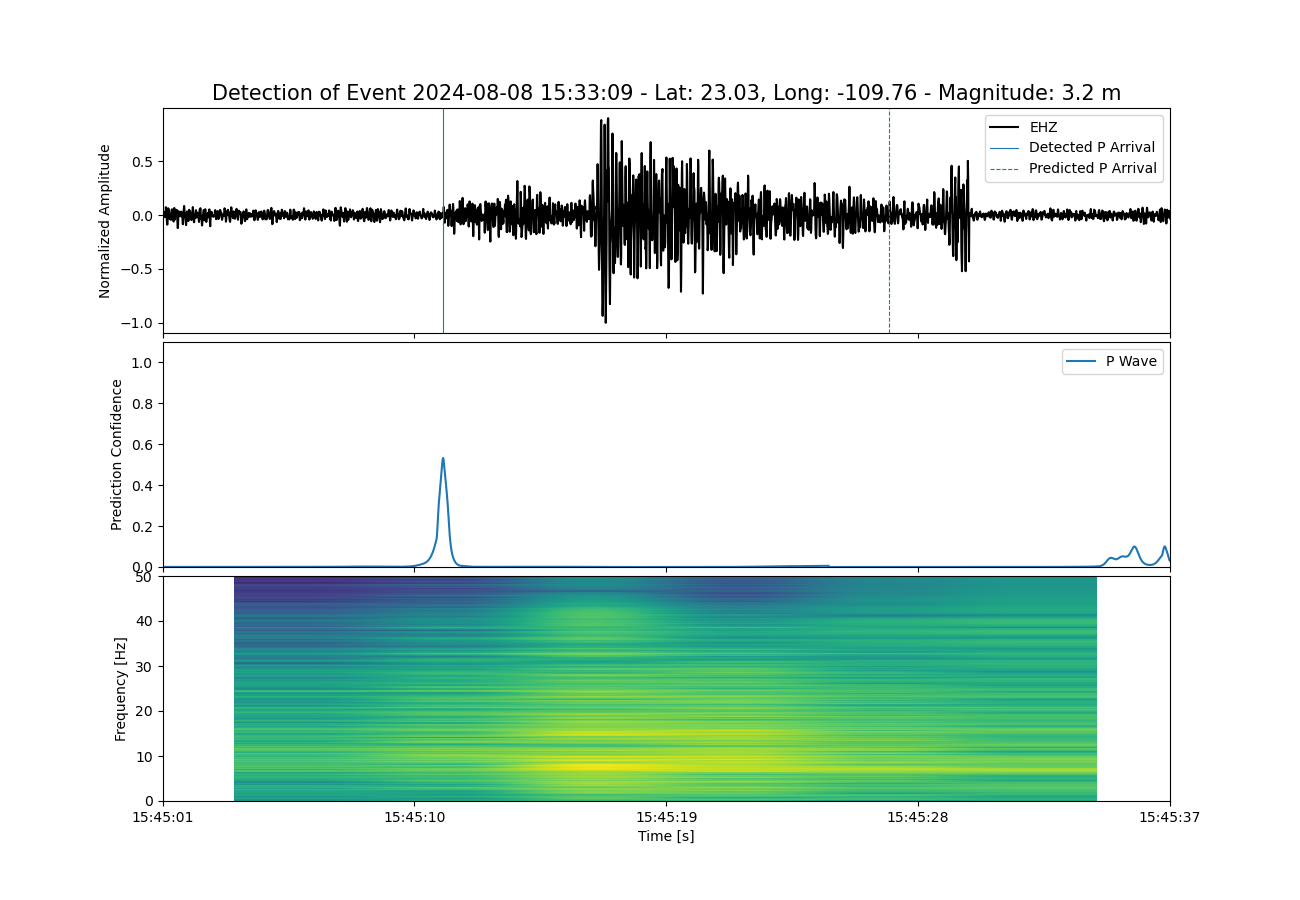 Detection of Event 2024-08-08 15:33:09 - Lat: 23.03, Long: -109.76 - Magnitude: 3.2 m
Normalized Amplitude
0.5
0.0
−0.5
−1.0
EHZ
Detected P Arrival
Predicted P Arrival
Prediction Confidence
1.0
0.8
0.6
0.4
0.2
0.0
P Wave
Frequency [Hz]
50
40
30
20
10
0
15:45:01 15:45:10 15:45:19 15:45:28 15:45:37
Time [s]